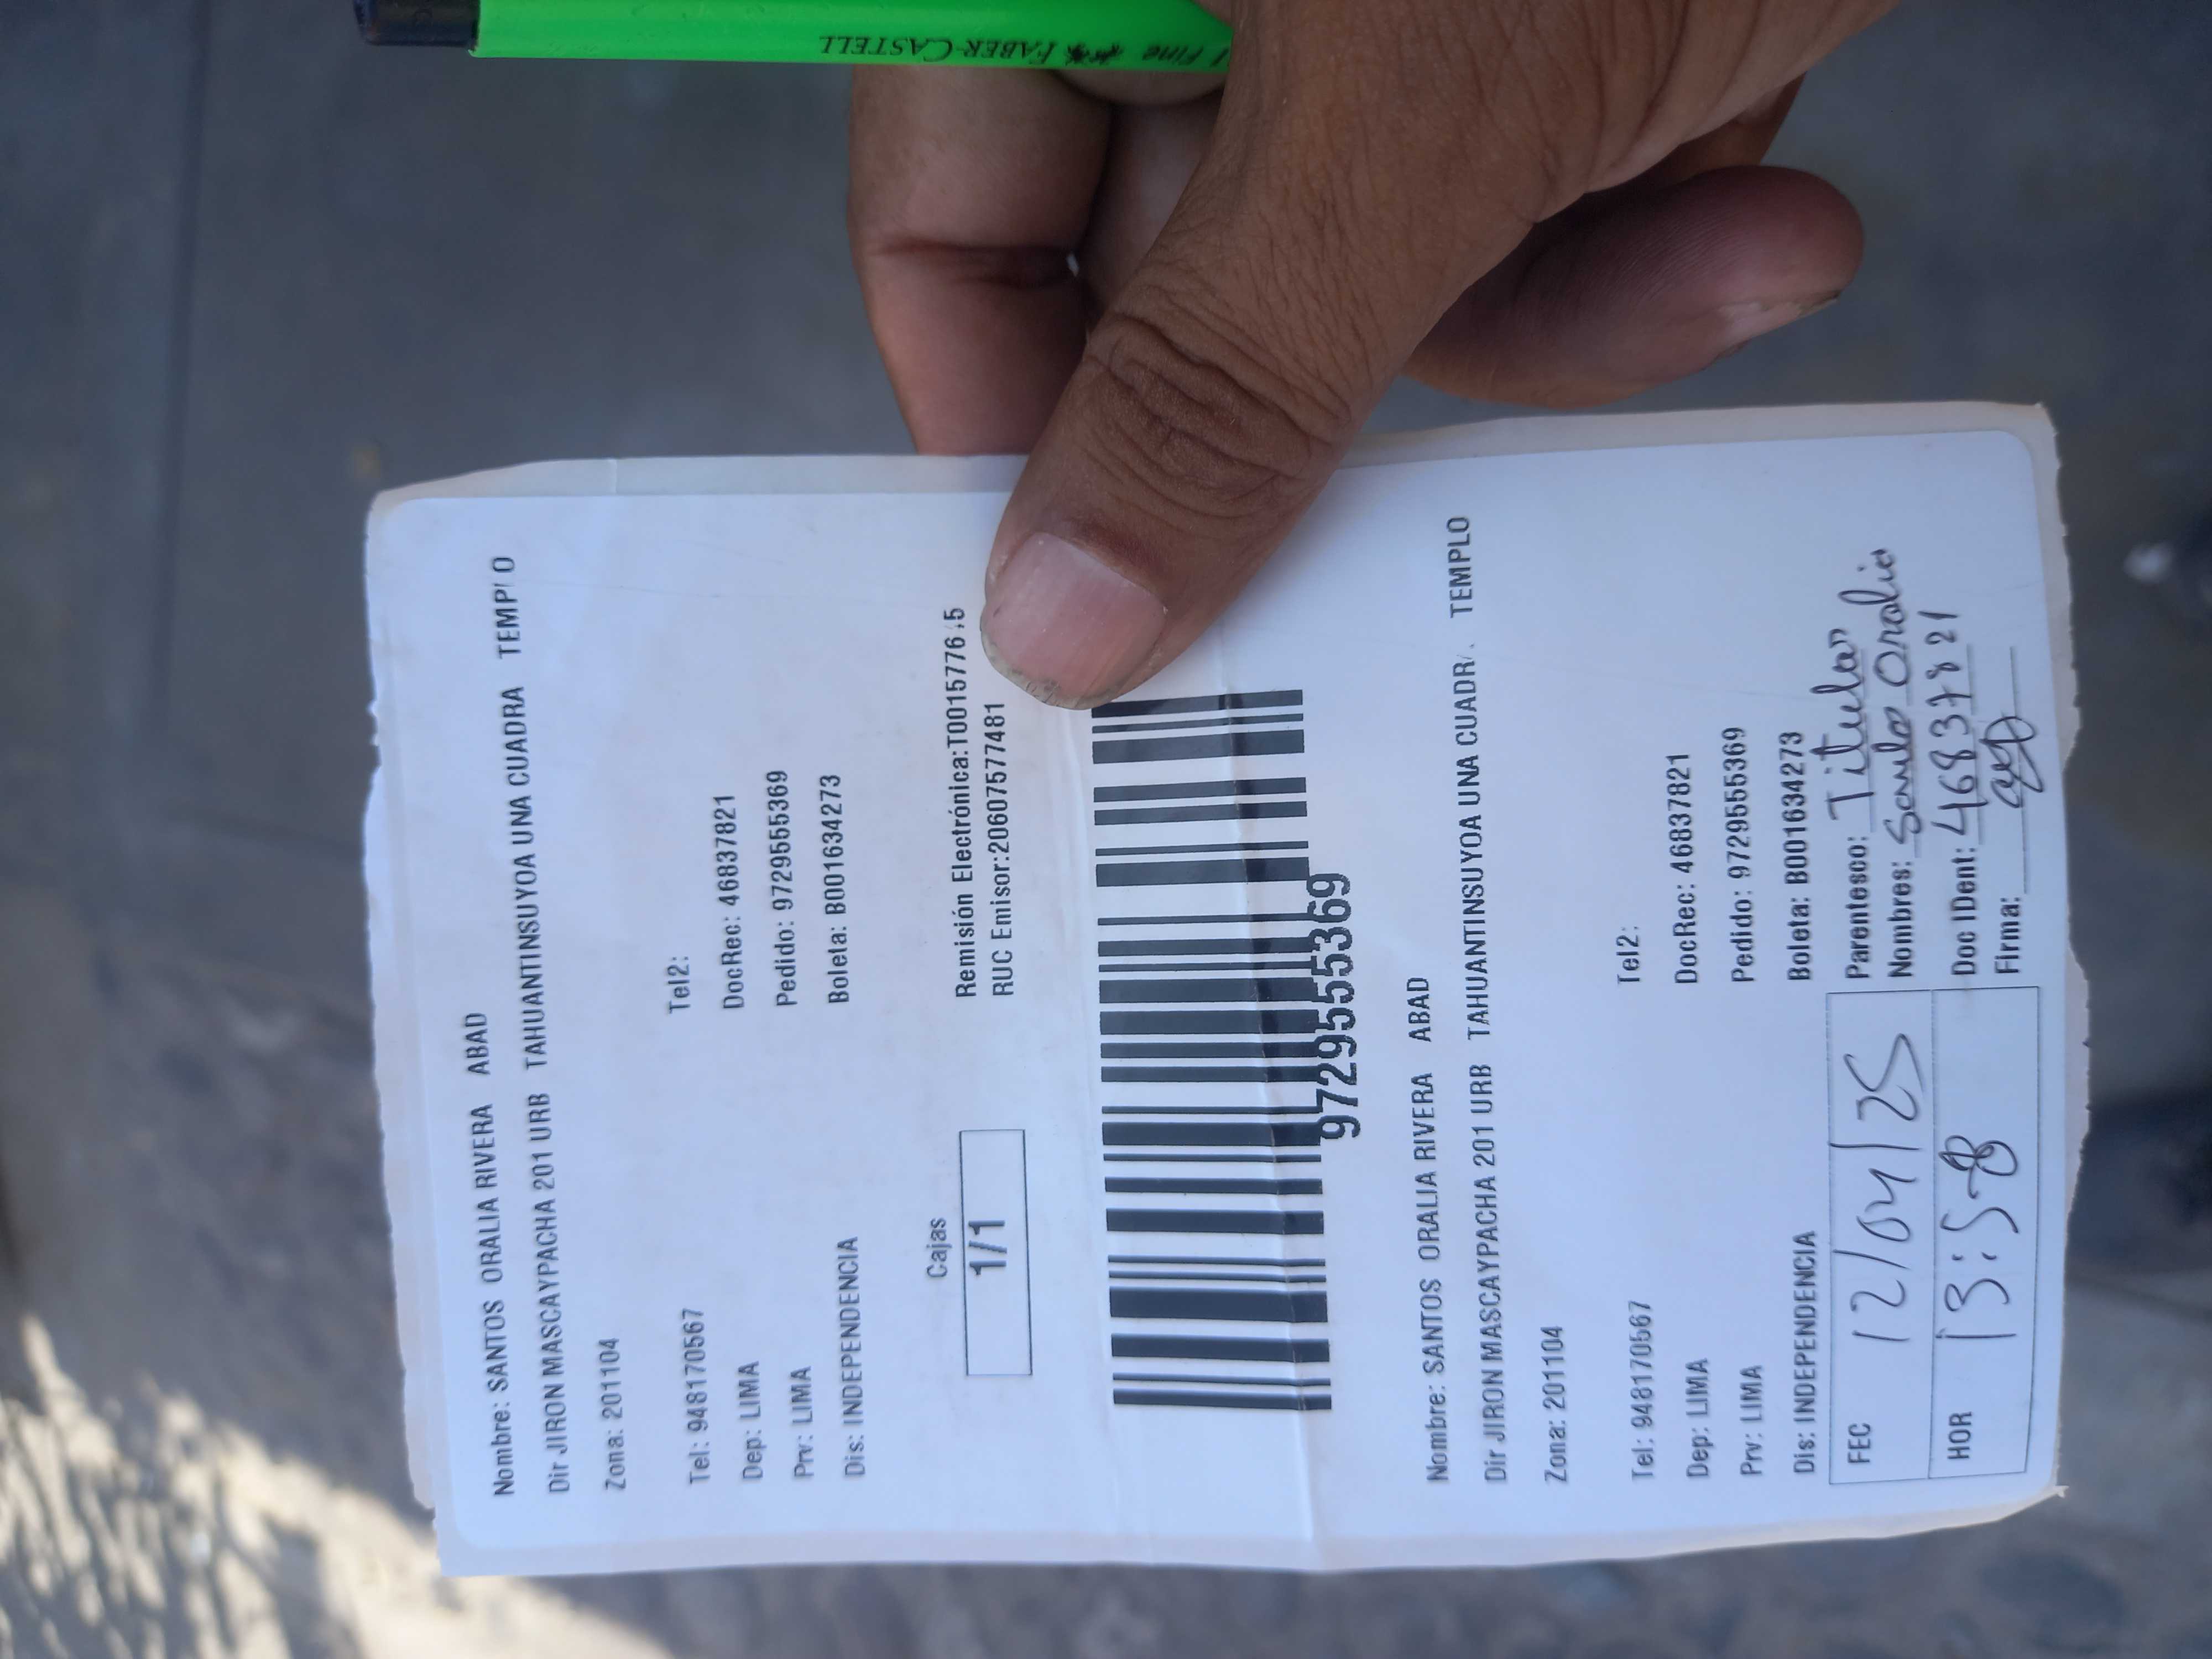 Fine FABER-CASTELL
Nombre: SANTOS ORALIA RIVERA ABAD
Dir JIRON MASCAYPACHA 201 URB TAHUANTINSUYOA UNA CUADRA TEMPLO
Zona: 201104
Tel: 948170567 Tel2:
Dep: LIMA DocRec: 46837821
Prv: LIMA Pedido: 9729555369
Dis: INDEPENDENCIA Boleta: B001634273
Cajas
1/1
Remisión Electrónica:
RUC Emisor:20607577481
9729555369
Nombre: SANTOS ORALIA RIVERA ABAD
Dir JIRON MASCAYPACHA 201 URB TAHUANTINSUYOA UNA CUADRA TEMPLO
Zona: 201104
Tel: 948170567 Tel2:
Dep: LIMA DocRec: 46837821
Prv: LIMA Pedido: 9729555369
Dis: INDEPENDENCIA Boleta: B001634273
FEC 12/04/25
HOR 13:58
Parentesco: Titular
Nombres: Santos Oralia
Doc IDent: 46837821
Firma: